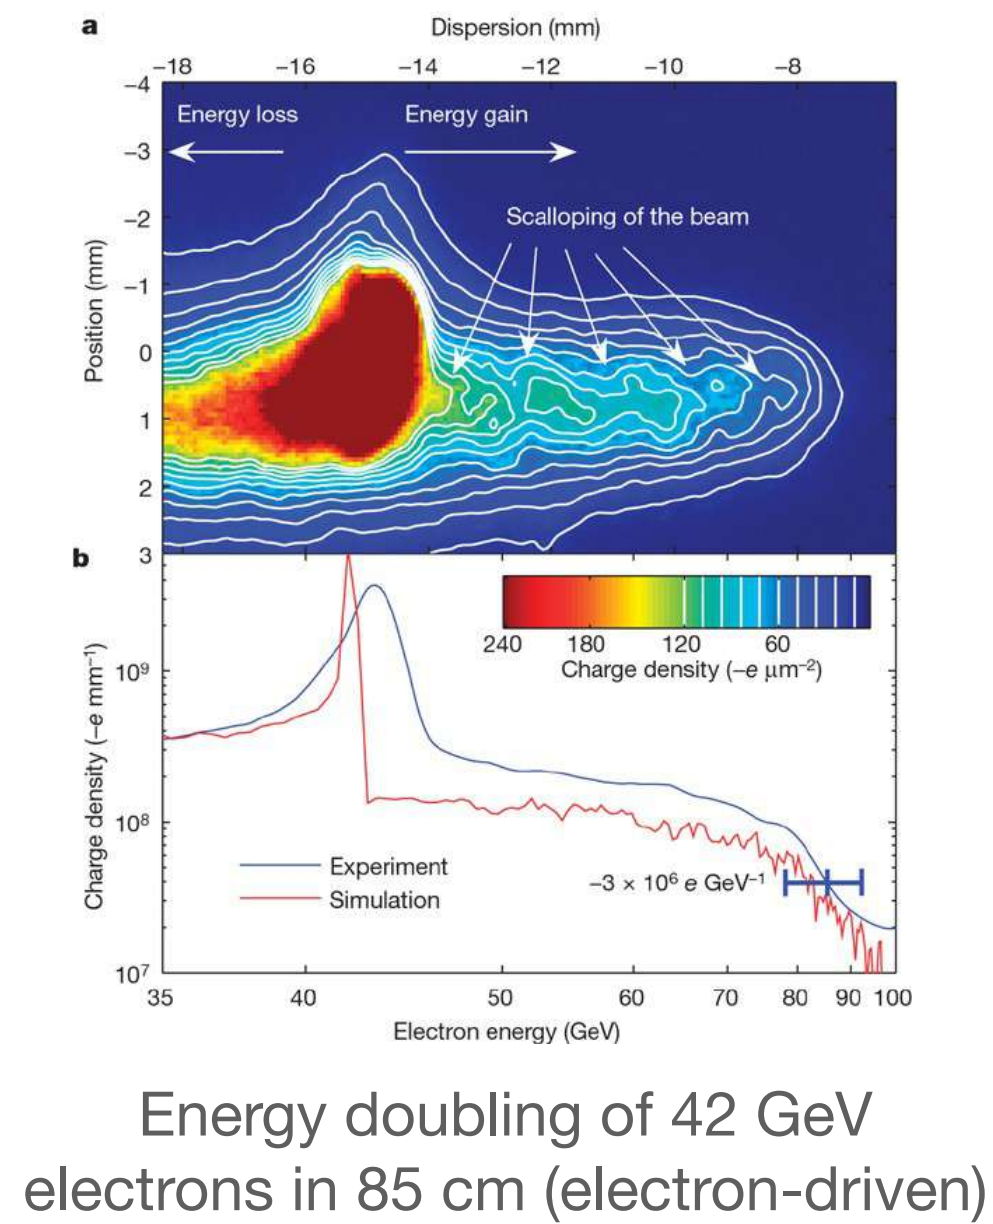 a
Dispersion (mm)
−18 −16 −14 −12 −10 −8
−4
Energy loss Energy gain
−3
Scalloping of the beam
−2
−1
Position (mm)
0
1
2
3
b
240 180 120 60
Charge density (−e μm⁻²)
10⁹
Charge density (−e mm⁻¹)
10⁸
Experiment
−3 × 10⁶ e GeV⁻¹
Simulation
10⁷
35 40 50 60 70 80 90 100
Electron energy (GeV)
Energy doubling of 42 GeV
electrons in 85 cm (electron-driven)